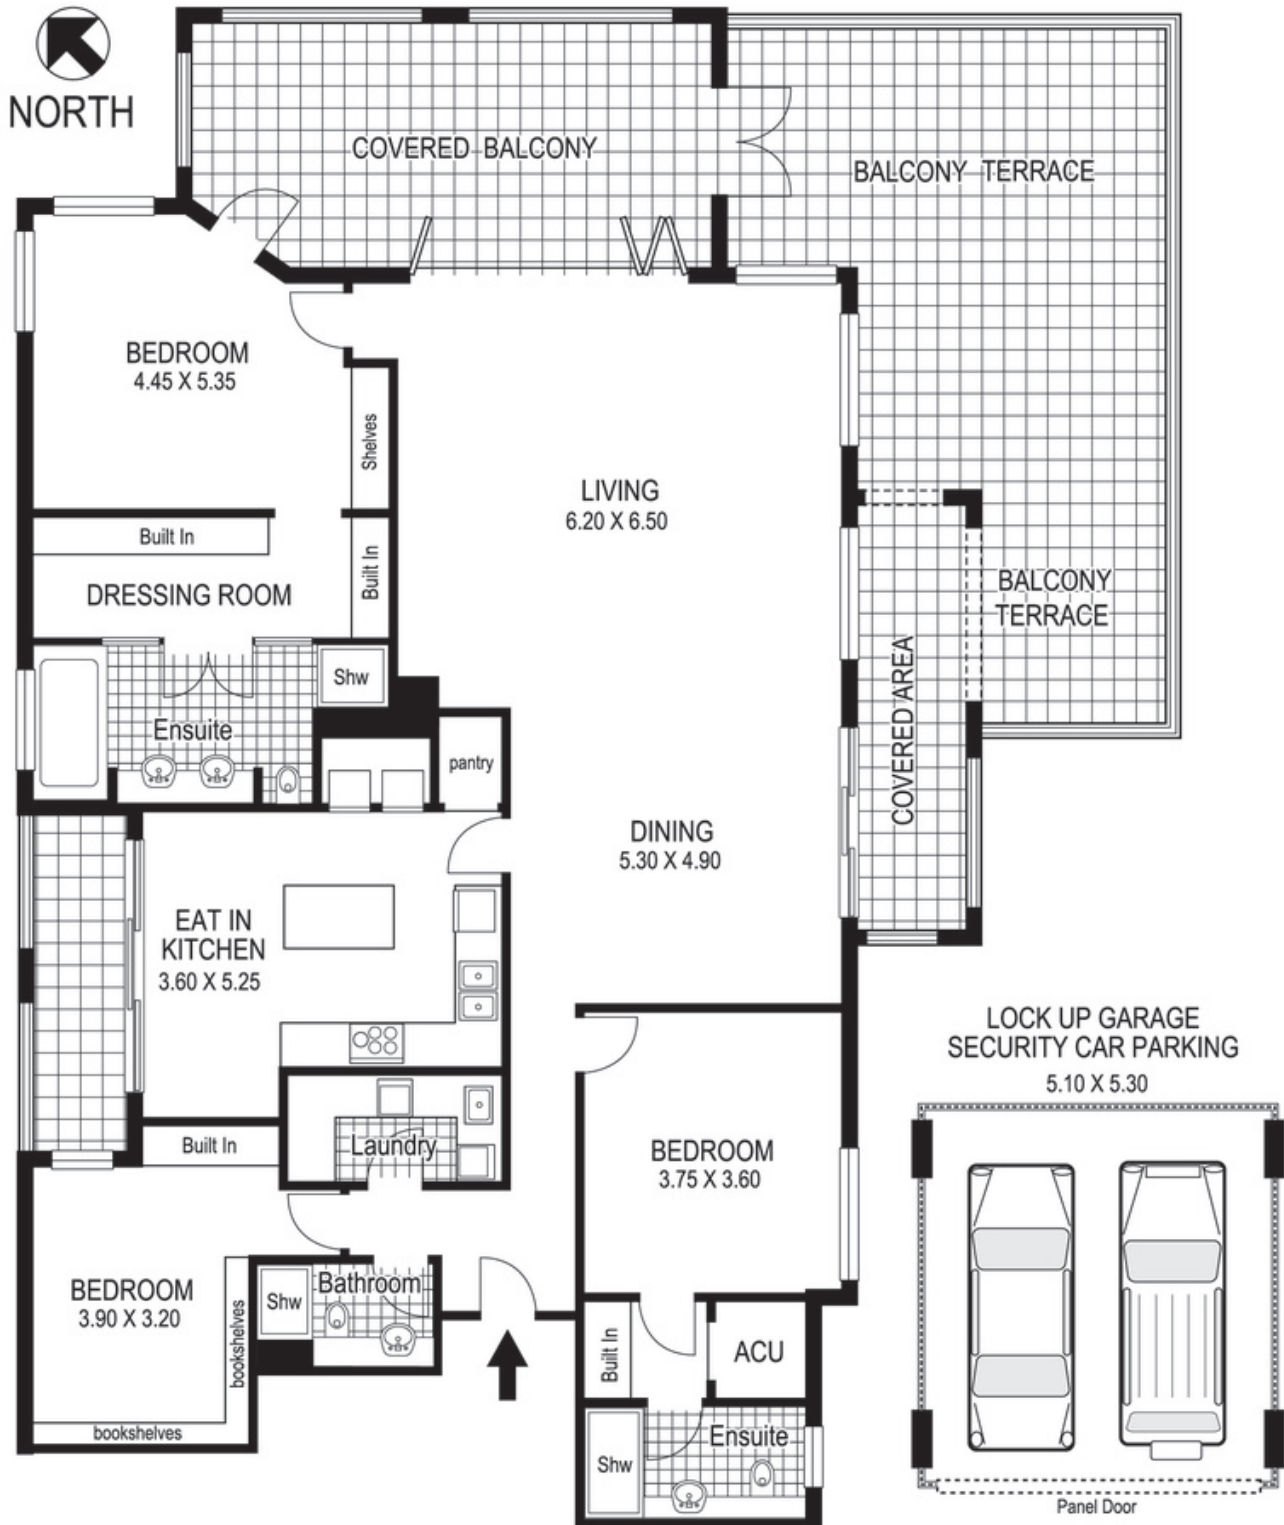 NORTH
COVERED BALCONY
BALCONY TERRACE
BEDROOM
4.45 X 5.35
Shelves
LIVING
6.20 X 6.50
Built In
Built In
DRESSING ROOM
BALCONY
TERRACE
COVERED AREA
Shw
Ensuite
pantry
DINING
5.30 X 4.90
EAT IN
KITCHEN
3.60 X 5.25
LOCK UP GARAGE
SECURITY CAR PARKING
5.10 X 5.30
Built In
Laundry
BEDROOM
3.75 X 3.60
BEDROOM
3.90 X 3.20
bookshelves
bookshelves
Shw
Bathroom
Built In
ACU
Ensuite
Shw
Panel Door